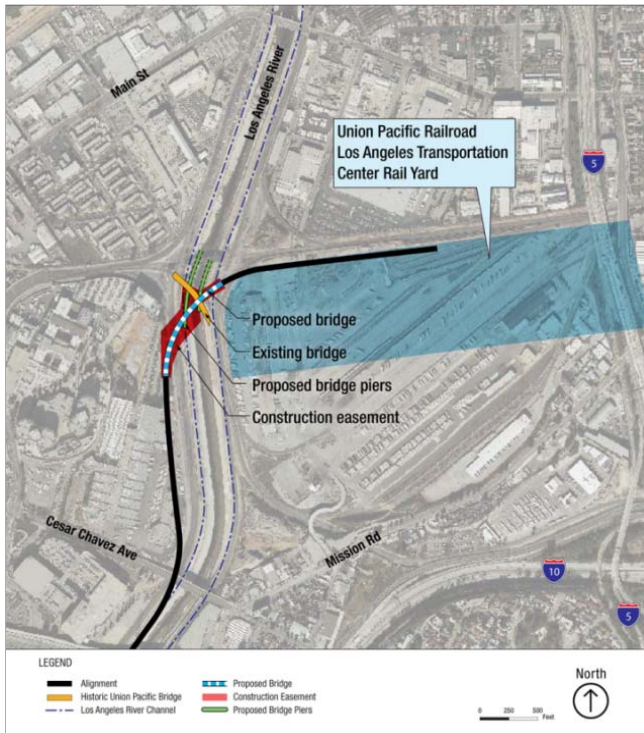 Main St
Los Angeles River
Union Pacific Railroad
Los Angeles Transportation
Center Rail Yard
5
Proposed bridge
Existing bridge
Proposed bridge piers
Construction easement
Cesar Chavez Ave
Mission Rd
10
5
LEGEND
Alignment
Historic Union Pacific Bridge
Los Angeles River Channel
Proposed Bridge
Construction Easement
Proposed Bridge Piers
0 250 500
Feet
North